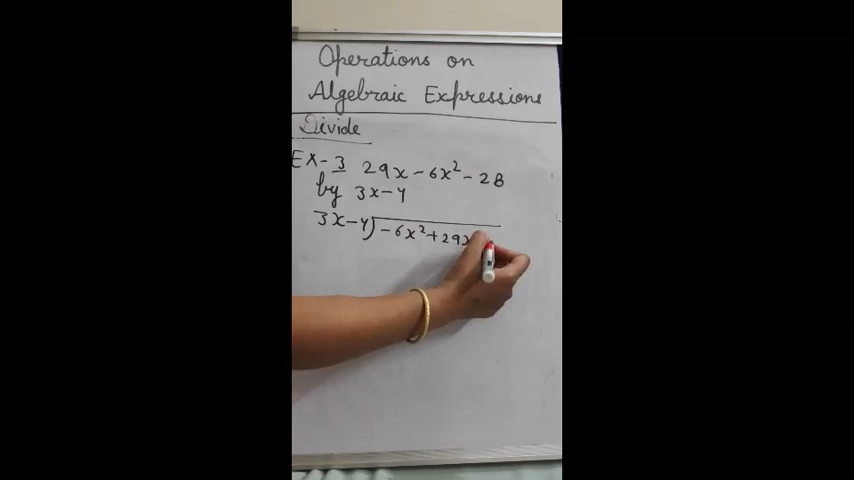 Operations on
Algebraic Expressions
Divide
Ex-3 29x-6x²-28
by 3x-4
3x-4)-6x²+29x